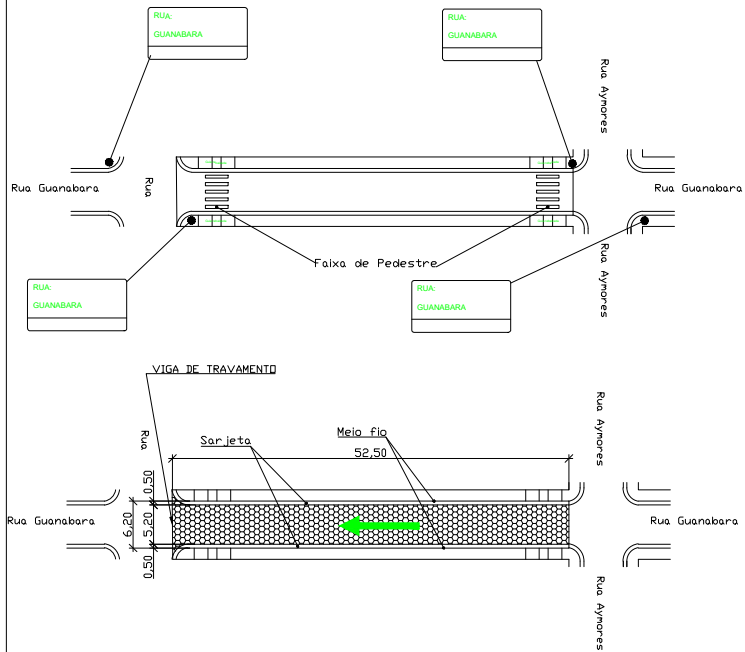 RUA:
GUANABARA
RUA:
GUANABARA
Rua Aymores
Rua Guanabara
Rua
Rua Guanabara
Rua Aymores
Faixa de Pedestre
RUA:
GUANABARA
RUA:
GUANABARA
VIGA DE TRAVAMENTO
Rua Aymores
Rua
Sarjeta
Meio fio
52,50
0,50
Rua Guanabara
6,20
5,20
Rua Guanabara
0,50
Rua Aymores